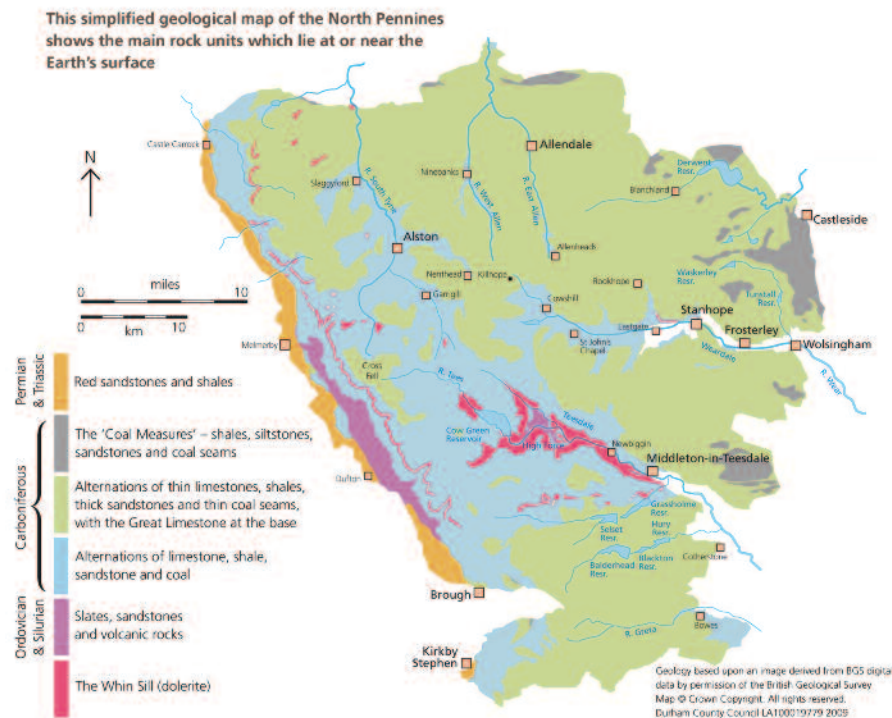 This simplified geological map of the North Pennines
shows the main rock units which lie at or near the
Earth's surface
N
miles
0 10
0 10
km
Permian
& Triassic
Red sandstones and shales
Carboniferous
The 'Coal Measures' – shales, siltstones,
sandstones and coal seams
Alternations of thin limestones, shales,
thick sandstones and thin coal seams,
with the Great Limestone at the base
Alternations of limestone, shale,
sandstone and coal
Ordovician
& Silurian
Slates, sandstones
and volcanic rocks
The Whin Sill (dolerite)
Castle Carrock
Slaggyford
R. South Tyne
Ninebanks
R. West Allen
Allendale
R. East Allen
Blanchland
Derwent
Resr.
Castleside
Alston
Nenthead
Killhope
Allenheads
Rookhope
Waskerley
Resr.
Tunstall
Resr.
Garrigill
Cowshill
Stanhope
Eastgate
St John's
Chapel
Frosterley
Weardale
Wolsingham
R. Wear
Melmerby
Cross
Fell
R. Tees
Cow Green
Reservoir
High Force
Teesdale
Newbiggin
Middleton-in-Teesdale
Dufton
Grassholme
Resr.
Selset
Resr.
Hury
Resr.
Blackton
Resr.
Balderhead
Resr.
Cotherstone
Brough
R. Greta
Bowes
Kirkby
Stephen
Geology based upon an image derived from BGS digital
data by permission of the British Geological Survey
Map © Crown Copyright. All rights reserved.
Durham County Council LA100019779 2009